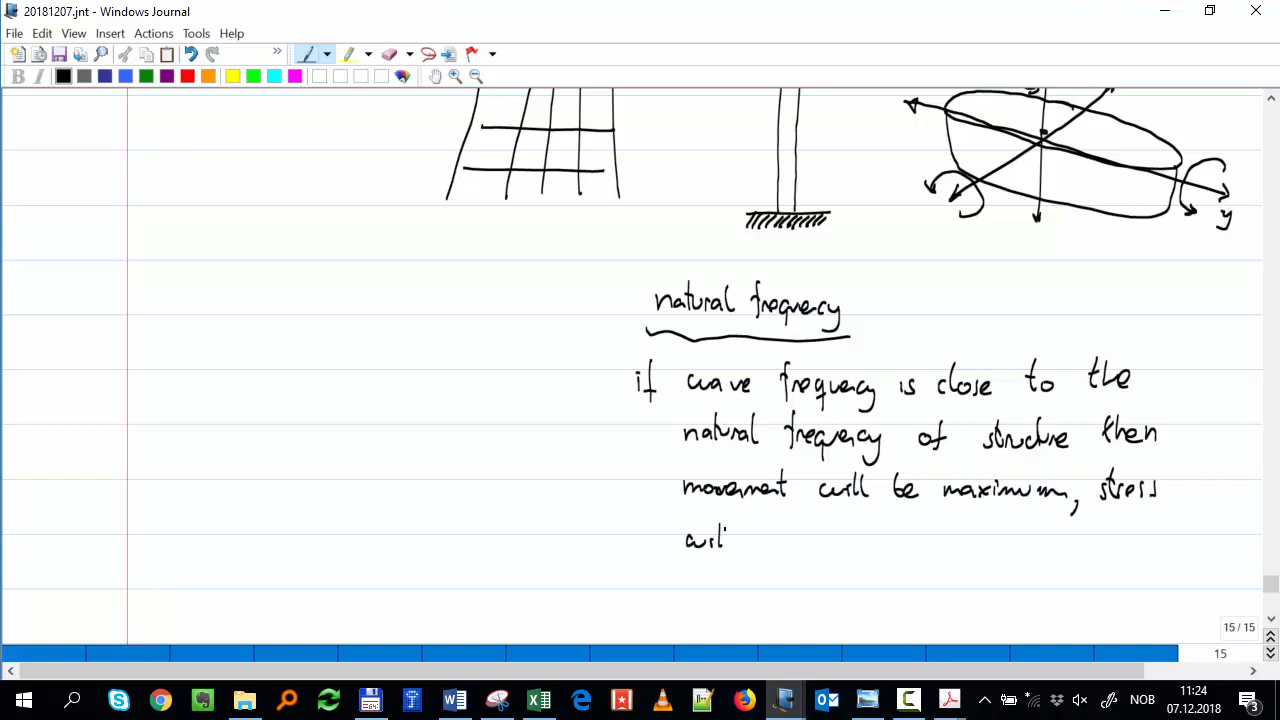 20181207.jnt - Windows Journal
File Edit View Insert Actions Tools Help
B I
y
natural frequency
if wave frequency is close to the
natural frequency of structure then
movement will be maximum, stress
wil
15 / 15
15
NOB
11:24
07.12.2018
3